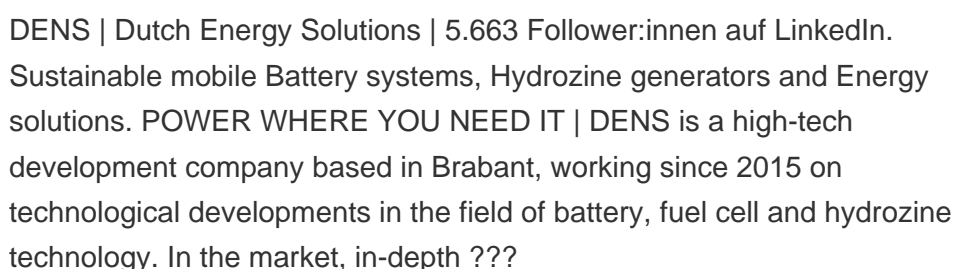 DENS | Dutch Energy Solutions | 5.663 Follower:innen auf LinkedIn.
Sustainable mobile Battery systems, Hydrozine generators and Energy
solutions. POWER WHERE YOU NEED IT | DENS is a high-tech
development company based in Brabant, working since 2015 on
technological developments in the field of battery, fuel cell and hydrozine
technology. In the market, in-depth ???